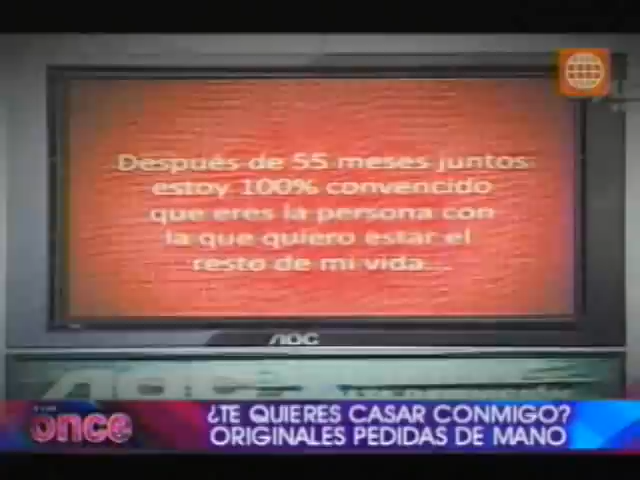 Después de 55 meses juntos
estoy 100% convencido
que eres la persona con
la que quiero estar el
resto de mi vida...
AOC
AOC
once
¿TE QUIERES CASAR CONMIGO?
ORIGINALES PEDIDAS DE MANO